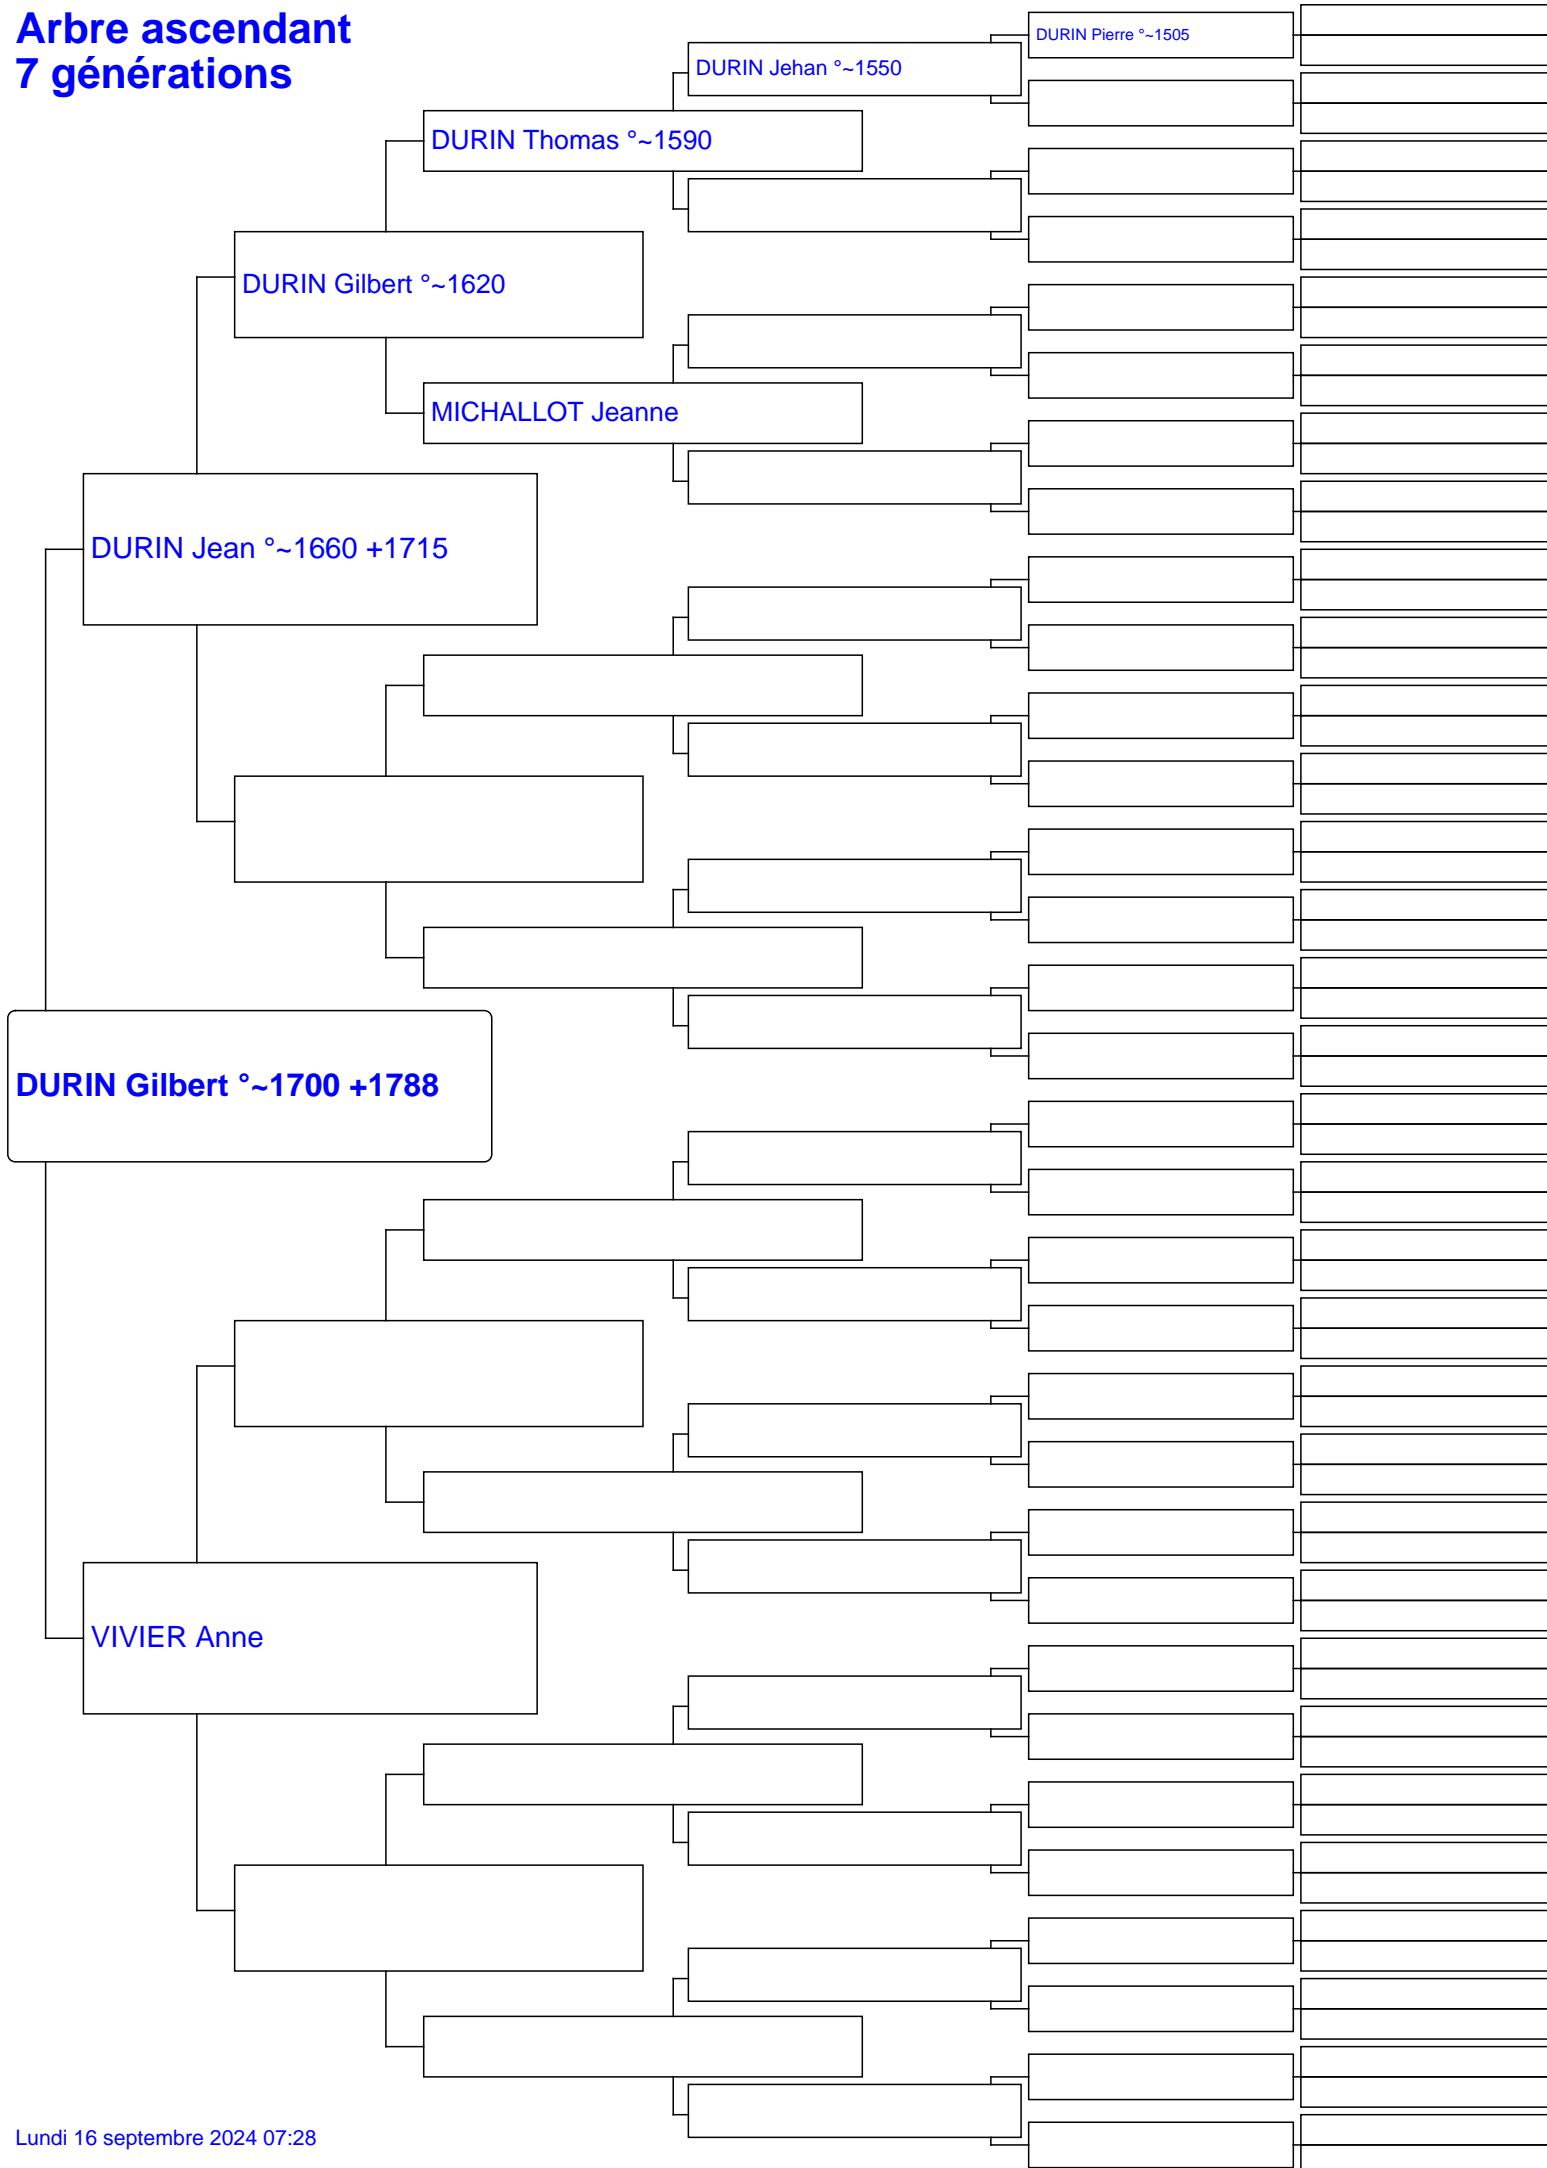 Arbre ascendant
7 générations
DURIN Pierre °~1505
DURIN Jehan °~1550
DURIN Thomas °~1590
DURIN Gilbert °~1620
MICHALLOT Jeanne
DURIN Jean °~1660 +1715
DURIN Gilbert °~1700 +1788
VIVIER Anne
Lundi 16 septembre 2024 07:28